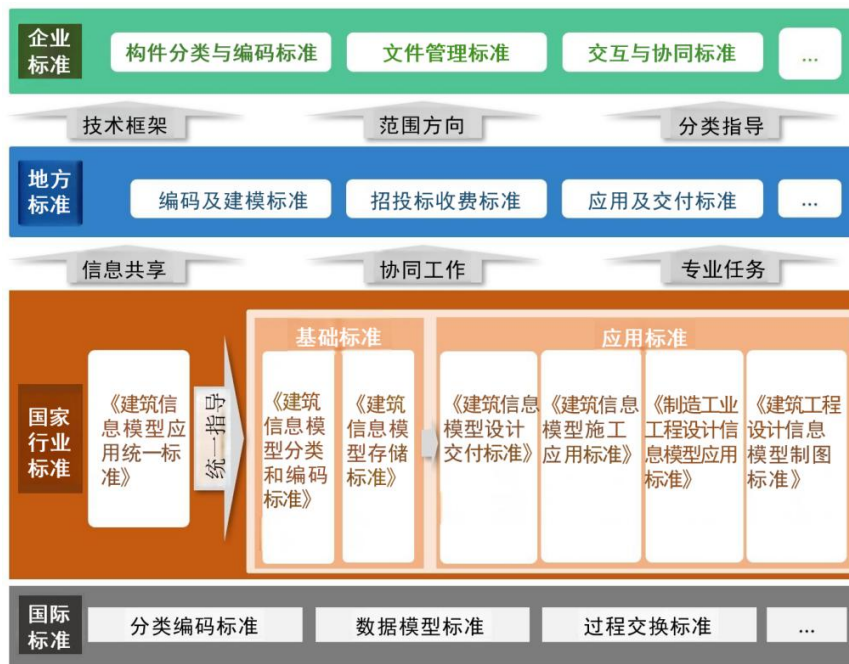 企业
标准
构件分类与编码标准
文件管理标准
交互与协同标准
...
技术框架
范围方向
分类指导
地方
标准
编码及建模标准
招投标收费标准
应用及交付标准
...
信息共享
协同工作
专业任务
国家
行业
标准
《建筑信
息模型应
用统一标
准》
统一指导
基础标准
《建筑
信息模
型分类
和编码
标准》
《建筑
信息模
型存储
标准》
应用标准
《建筑信息
模型设计
交付标准》
《建筑信息
模型施工
应用标准》
《制造工业
工程设计信
息模型应用
标准》
《建筑工程
设计信息
模型制图
标准》
国际
标准
分类编码标准
数据模型标准
过程交换标准
...